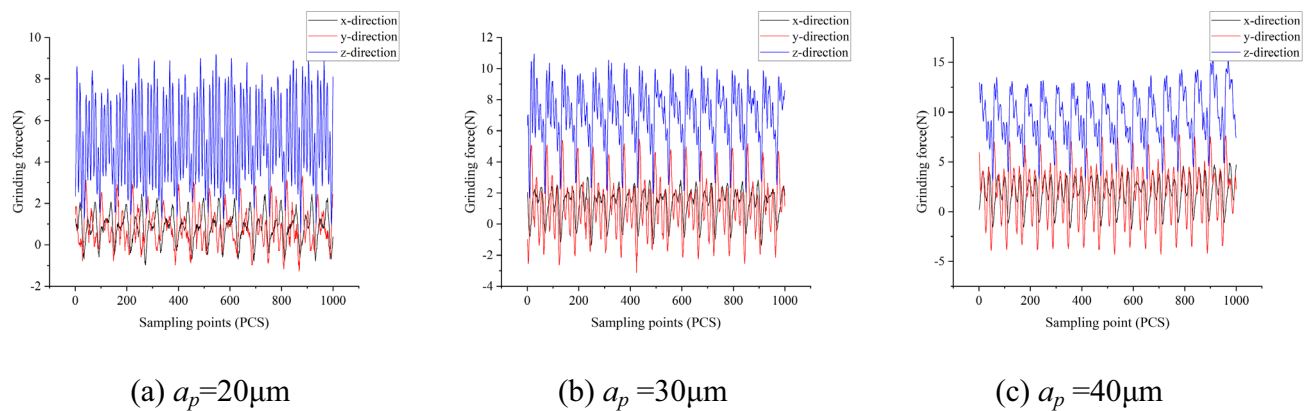 x-direction
y-direction
z-direction
10
8
6
4
2
0
-2
Grinding force(N)
0 200 400 600 800 1000
Sampling points (PCS)
(a) ap=20μm
x-direction
y-direction
z-direction
12
10
8
6
4
2
0
-2
-4
Grinding force(N)
0 200 400 600 800 1000
Sampling points (PCS)
(b) ap =30μm
x-direction
y-direction
z-direction
15
10
5
0
-5
Grinding force(N)
0 200 400 600 800 1000
Sampling point (PCS)
(c) ap =40μm